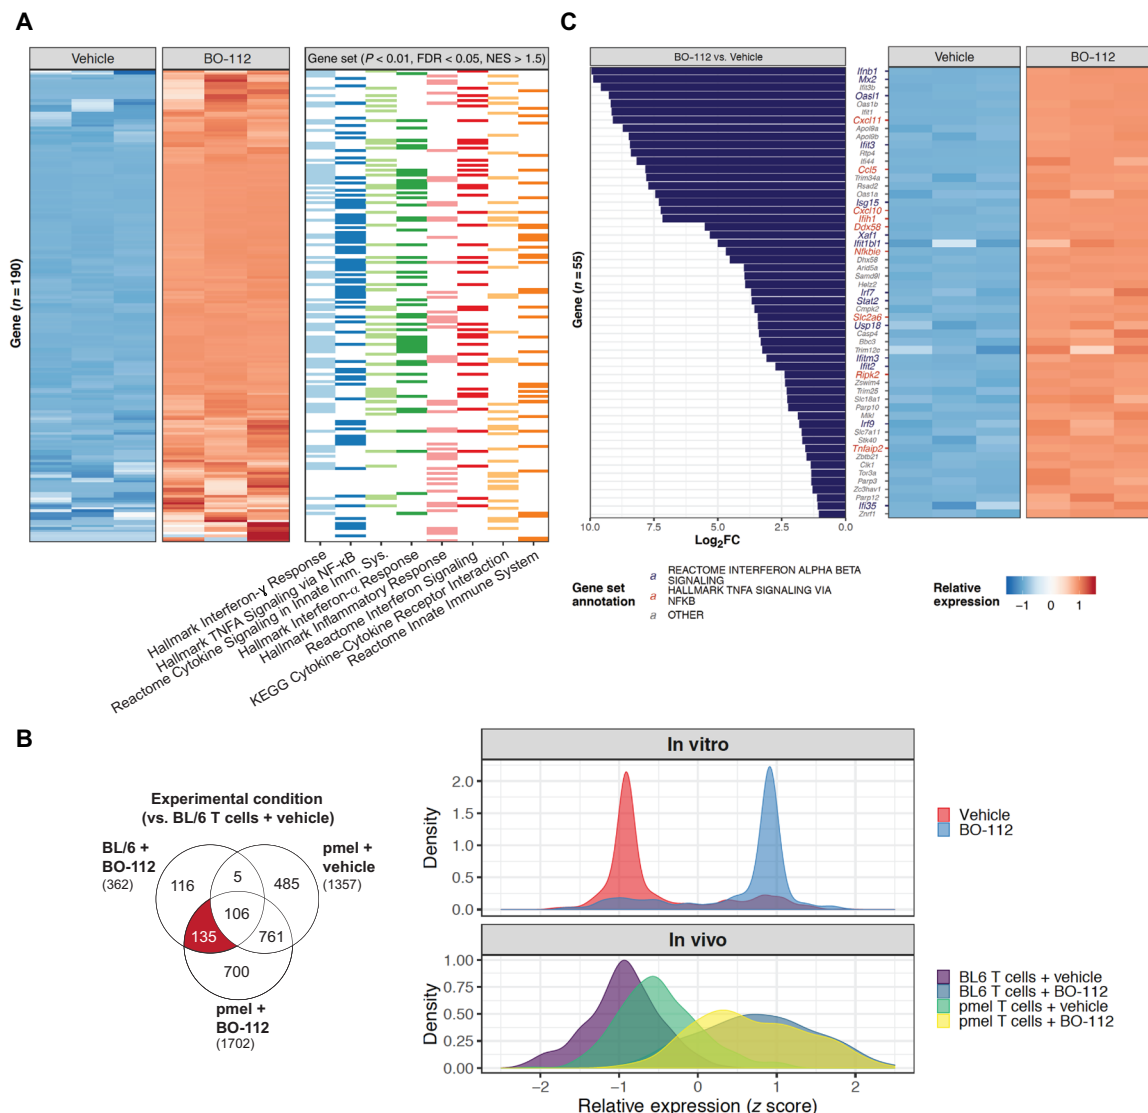 A
Vehicle
BO-112
Gene set (P < 0.01, FDR < 0.05, NES > 1.5)
Gene (n = 190)
Hallmark Interferon-γ Response
Hallmark TNFA Signaling via NF-κB
Reactome Cytokine Signaling in Innate Imm. Sys.
Hallmark Interferon-α Response
Hallmark Inflammatory Response
Reactome Interferon Signaling
KEGG Cytokine-Cytokine Receptor Interaction
Reactome Innate Immune System
C
BO-112 vs. Vehicle
Vehicle
BO-112
Gene (n = 55)
Ifnb1
Mx2
Ifit3b
Oasl1
Oas1b
Ifit1
Cxcl11
Apol9a
Apol9b
Ifit3
Rtp4
Ifi44
Ccl5
Trim34a
Rsad2
Oas1a
Isg15
Cxcl10
Ifih1
Ddx58
Xaf1
Ifit1bl1
Nfkbie
Dhx58
Arid5a
Samd9l
Helz2
Irf7
Stat2
Cmpk2
Slc2a6
Usp18
Casp4
Bbc3
Trim12c
Ifitm3
Ifit2
Ripk2
Zswim4
Trim25
Slc18a1
Parp10
Mlkl
Irf9
Slc7a11
Stk40
Tnfaip2
Zbtb21
Clk1
Tor3a
Parp3
Zc3hav1
Parp12
Ifi35
Znrf1
10.0 7.5 5.0 2.5 0.0
Log2FC
Gene set
annotation
a REACTOME INTERFERON ALPHA BETA
SIGNALING
a HALLMARK TNFA SIGNALING VIA
NFKB
a OTHER
Relative
expression
−1 0 1
B
Experimental condition
(vs. BL/6 T cells + vehicle)
BL/6 +
BO-112
(362)
pmel +
vehicle
(1357)
116
5
485
106
135
761
700
pmel +
BO-112
(1702)
In vitro
Density
2.0
1.5
1.0
0.5
0.0
Vehicle
BO-112
In vivo
Density
1.00
0.75
0.50
0.25
0.00
BL6 T cells + vehicle
BL6 T cells + BO-112
pmel T cells + vehicle
pmel T cells + BO-112
−2 −1 0 1 2
Relative expression (z score)